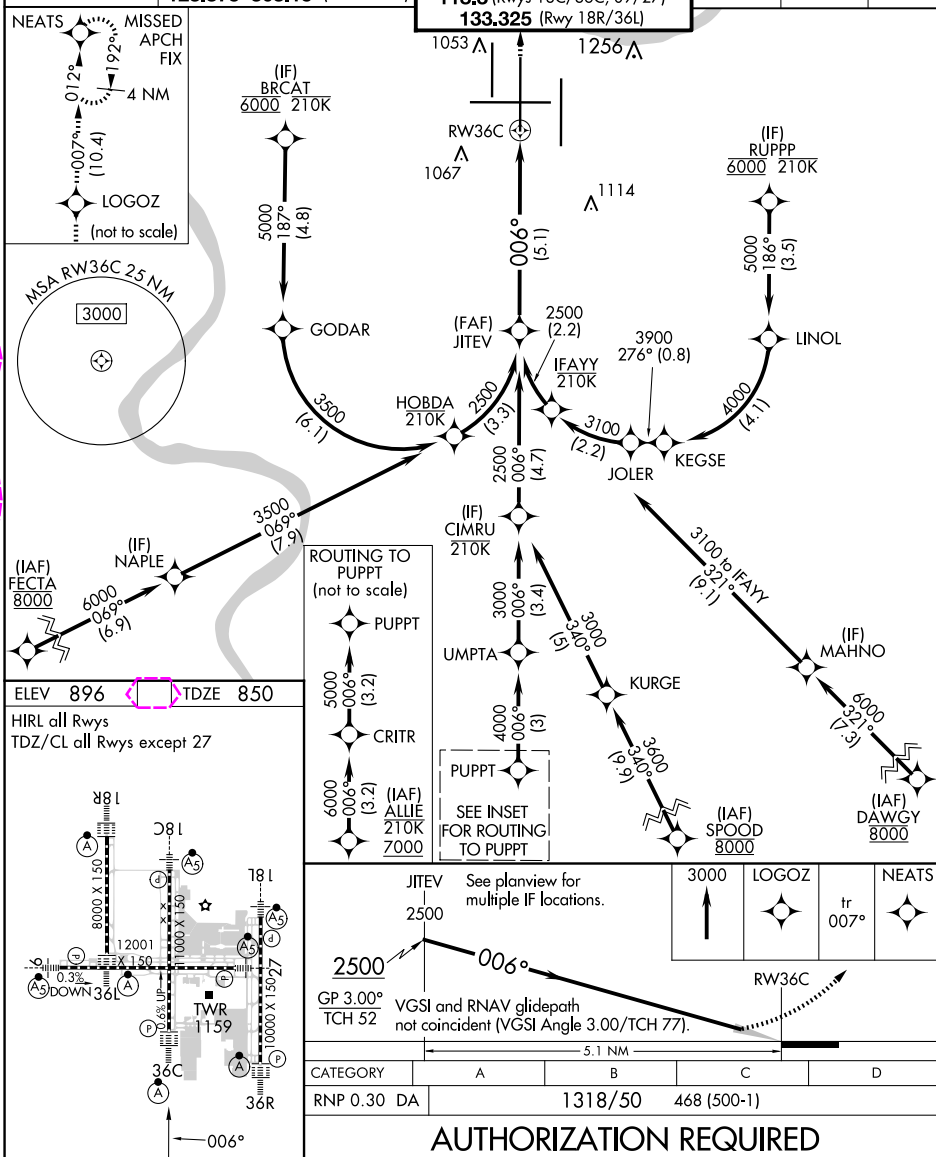 133.325 (Rwy 18R/36L)
NEATS
MISSED
APCH
FIX
012°
192°
4 NM
007°
(10.4)
LOGOZ
(not to scale)
MSA RW36C 25 NM
3000
(IF)
BRCAT
6000 210K
5000
187°
(4.8)
GODAR
3500
(6.1)
HOBDA
210K
2500
(3.3)
1053
1256
RW36C
1067
1114
006°
(5.1)
(FAF)
JITEV
2500
(2.2)
IFAYY
210K
3900
276° (0.8)
(IF)
RUPPP
6000 210K
5000
186°
(3.5)
LINOL
4000
(4.1)
3100
(2.2)
JOLER
KEGSE
2500
006°
(4.7)
(IF)
CIMRU
210K
3500
069°
(7.9)
(IF)
NAPLE
(IAF)
FECTA
8000
6000
069°
(6.9)
3100 to IFAYY
321°
(9.1)
(IF)
MAHNO
6000
321°
(7.3)
(IAF)
DAWGY
8000
3000
006°
(3.4)
3000
340°
(5)
UMPTA
KURGE
4000
006°
(3)
3600
340°
(9.9)
(IAF)
SPOOD
8000
PUPPT
SEE INSET
FOR ROUTING
TO PUPPT
ROUTING TO
PUPPT
(not to scale)
PUPPT
5000
006°
(3.2)
CRITR
6000
006°
(3.2)
(IAF)
ALLIE
210K
7000
ELEV 896
TDZE 850
HIRL all Rwys
TDZ/CL all Rwys except 27
18R
18C
18L
A
A5
P
x
x
8000 X 150
11000 X 150
A5
A5
P
P
12001
X 150
9
27
A5
0.3%
DOWN
36L
A
P
0.6% UP
TWR
1159
10000 X 150
P
36C
A
A
P
36R
006°
JITEV
2500
See planview for
multiple IF locations.
3000
LOGOZ
tr
007°
NEATS
2500
GP 3.00°
TCH 52
006°
VGSI and RNAV glidepath
not coincident (VGSI Angle 3.00/TCH 77).
RW36C
5.1 NM
CATEGORY A B C D
RNP 0.30 DA 1318/50 468 (500-1)
AUTHORIZATION REQUIRED